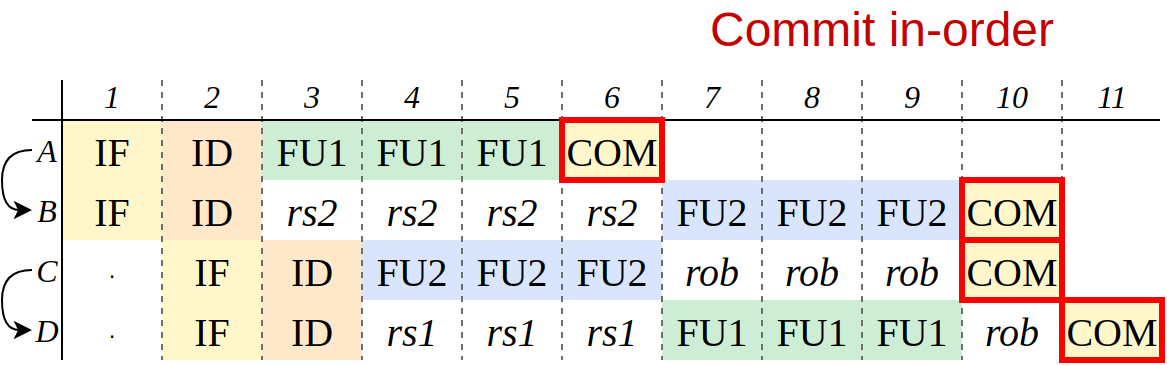 Commit in-order
1 2 3 4 5 6 7 8 9 10 11
A IF ID FU1 FU1 FU1 COM
B IF ID rs2 rs2 rs2 rs2 FU2 FU2 FU2 COM
C . IF ID FU2 FU2 FU2 rob rob rob COM
D . IF ID rs1 rs1 rs1 FU1 FU1 FU1 rob COM